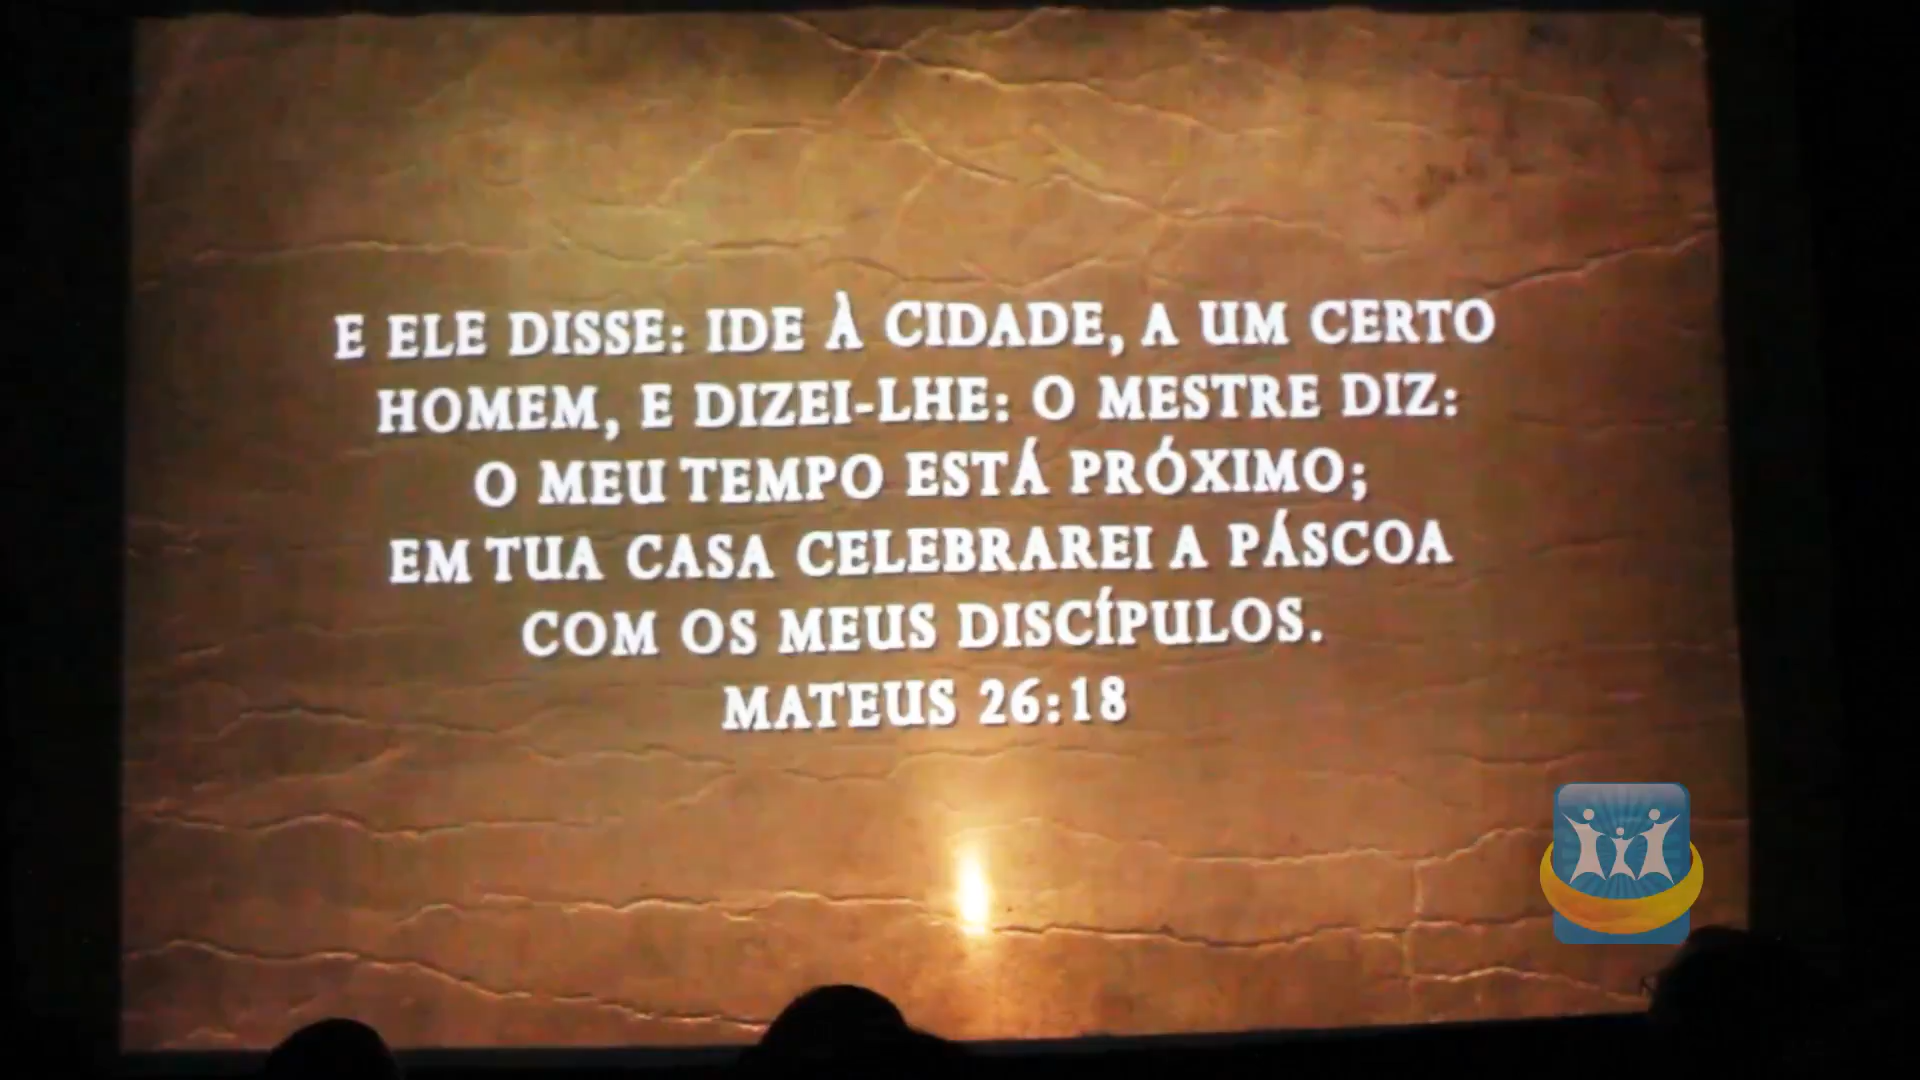 E ELE DISSE: IDE À CIDADE, A UM CERTO
HOMEM, E DIZEI-LHE: O MESTRE DIZ:
O MEU TEMPO ESTÁ PRÓXIMO;
EM TUA CASA CELEBRAREI A PÁSCOA
COM OS MEUS DISCÍPULOS.
MATEUS 26:18